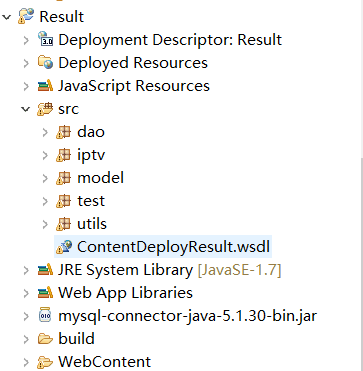 Result
Deployment Descriptor: Result
Deployed Resources
JavaScript Resources
src
dao
iptv
model
test
utils
ContentDeployResult.wsdl
JRE System Library [JavaSE-1.7]
Web App Libraries
mysql-connector-java-5.1.30-bin.jar
build
WebContent